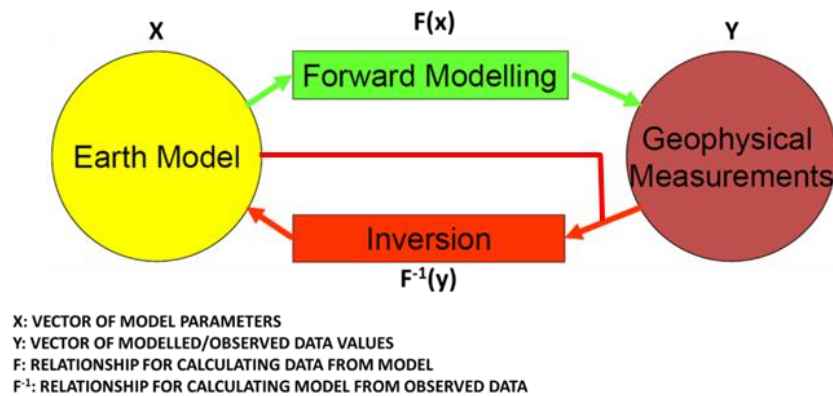 X
F(x)
Y
Forward Modelling
Earth Model
Geophysical
Measurements
Inversion
F⁻¹(y)
X: VECTOR OF MODEL PARAMETERS
Y: VECTOR OF MODELLED/OBSERVED DATA VALUES
F: RELATIONSHIP FOR CALCULATING DATA FROM MODEL
F⁻¹: RELATIONSHIP FOR CALCULATING MODEL FROM OBSERVED DATA